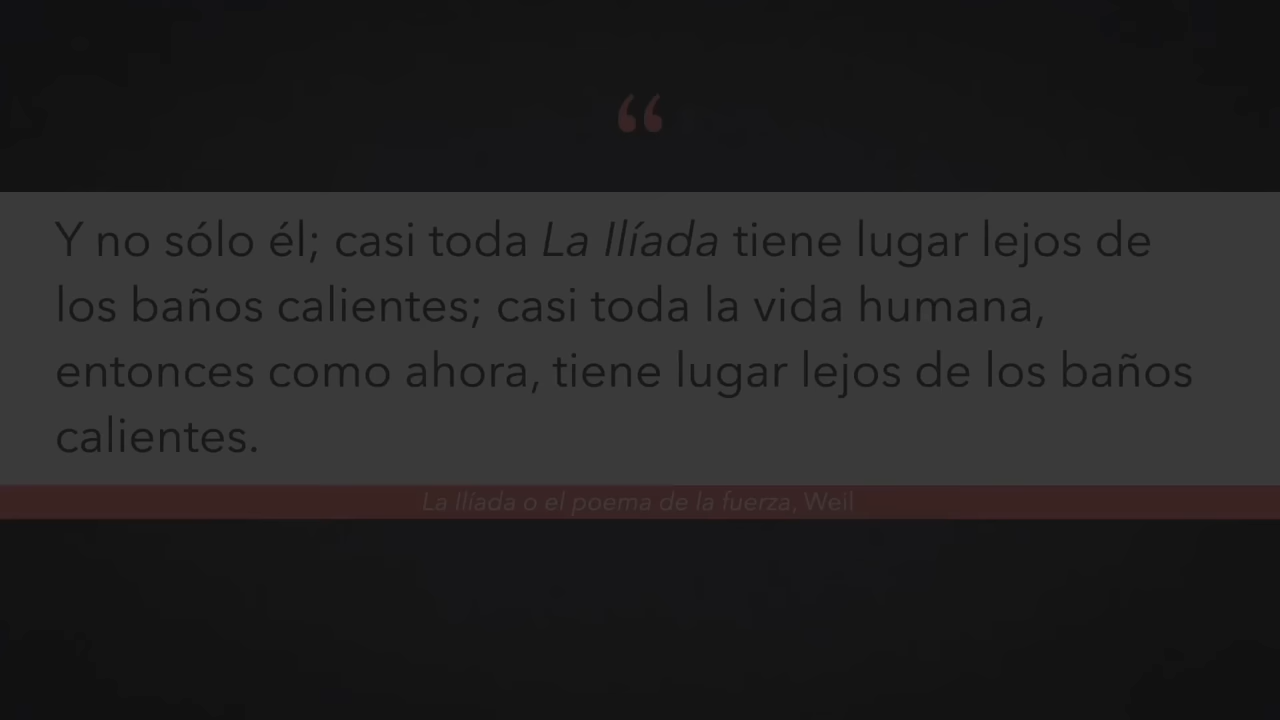 “
Y no sólo él; casi toda La Ilíada tiene lugar lejos de
los baños calientes; casi toda la vida humana,
entonces como ahora, tiene lugar lejos de los baños
calientes.
La Ilíada o el poema de la fuerza, Weil